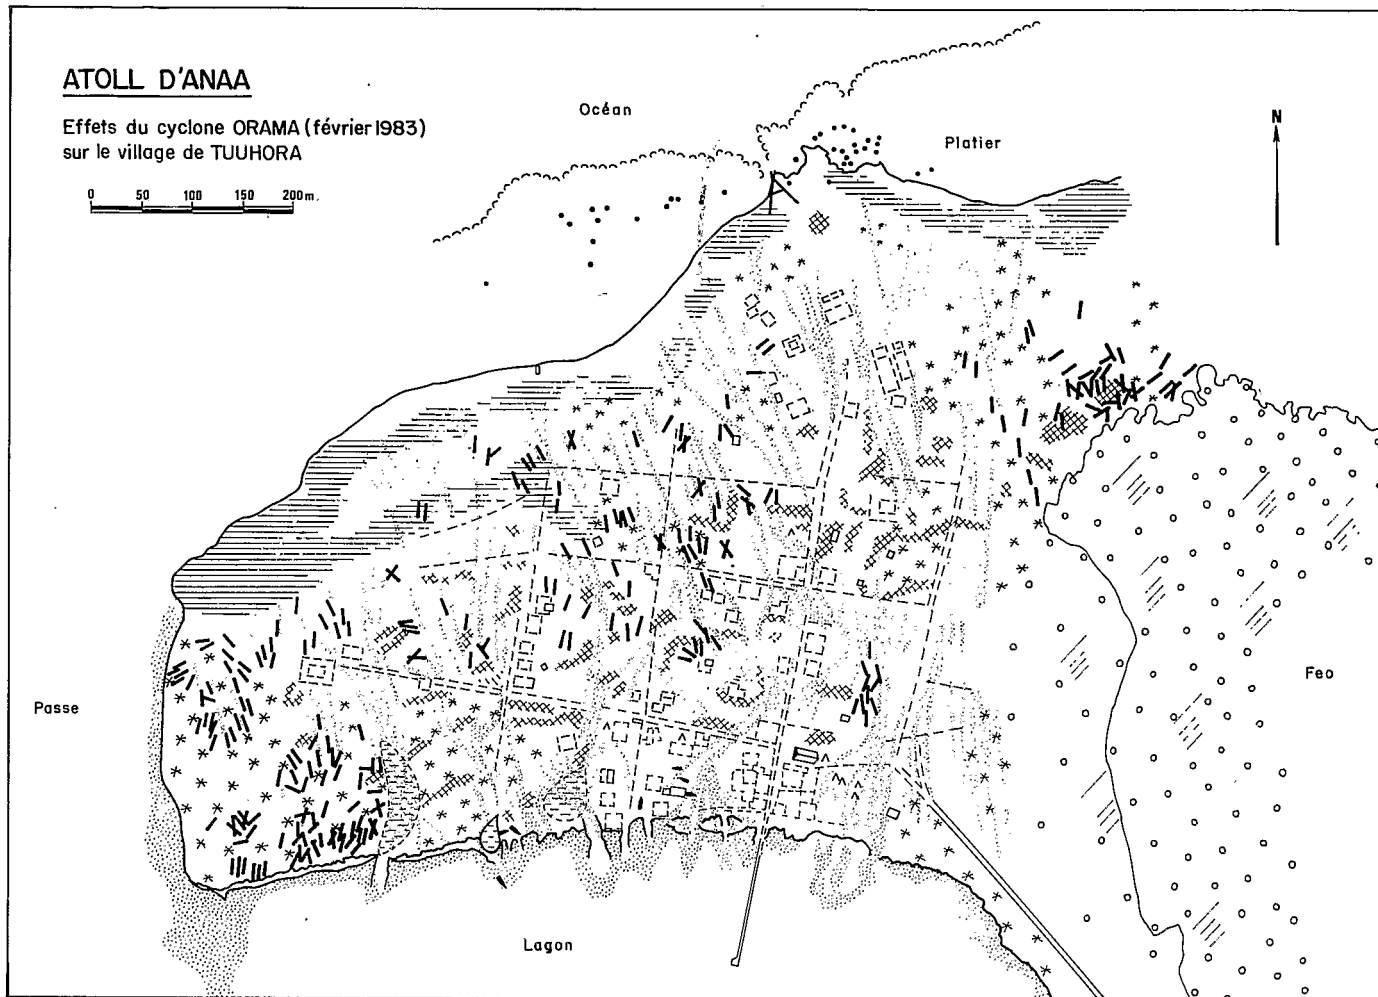 ATOLL D'ANAA
Effets du cyclone ORAMA (février 1983)
sur le village de TUUHORA
0 50 100 150 200m.
Océan
Platier
N
Passe
Feo
Lagon